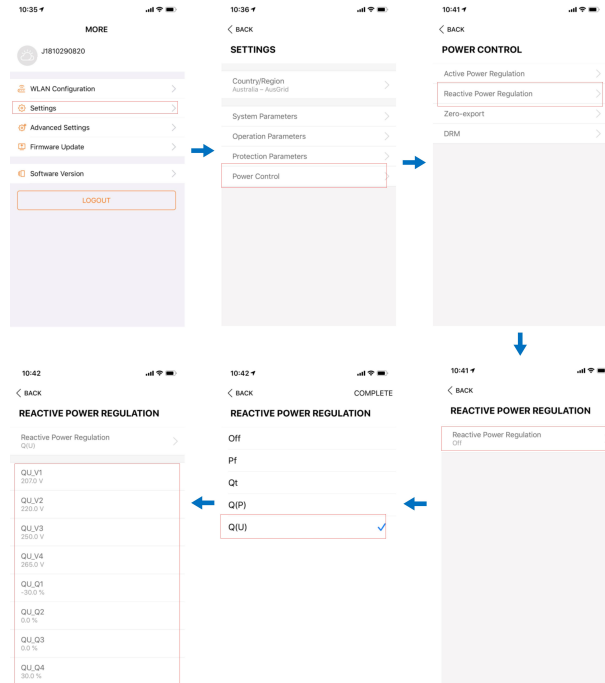 10:35
MORE
J1810290820
WLAN Configuration
Settings
Advanced Settings
Firmware Update
Software Version
LOGOUT
10:36
BACK
SETTINGS
Country/Region
Australia – AusGrid
System Parameters
Operation Parameters
Protection Parameters
Power Control
10:41
BACK
POWER CONTROL
Active Power Regulation
Reactive Power Regulation
Zero-export
DRM
10:41
BACK
REACTIVE POWER REGULATION
Reactive Power Regulation
Off
10:42
BACK COMPLETE
REACTIVE POWER REGULATION
Off
Pf
Qt
Q(P)
Q(U)
10:42
BACK
REACTIVE POWER REGULATION
Reactive Power Regulation
Q(U)
QU_V1
207.0 V
QU_V2
220.0 V
QU_V3
250.0 V
QU_V4
265.0 V
QU_Q1
-30.0 %
QU_Q2
0.0 %
QU_Q3
0.0 %
QU_Q4
30.0 %